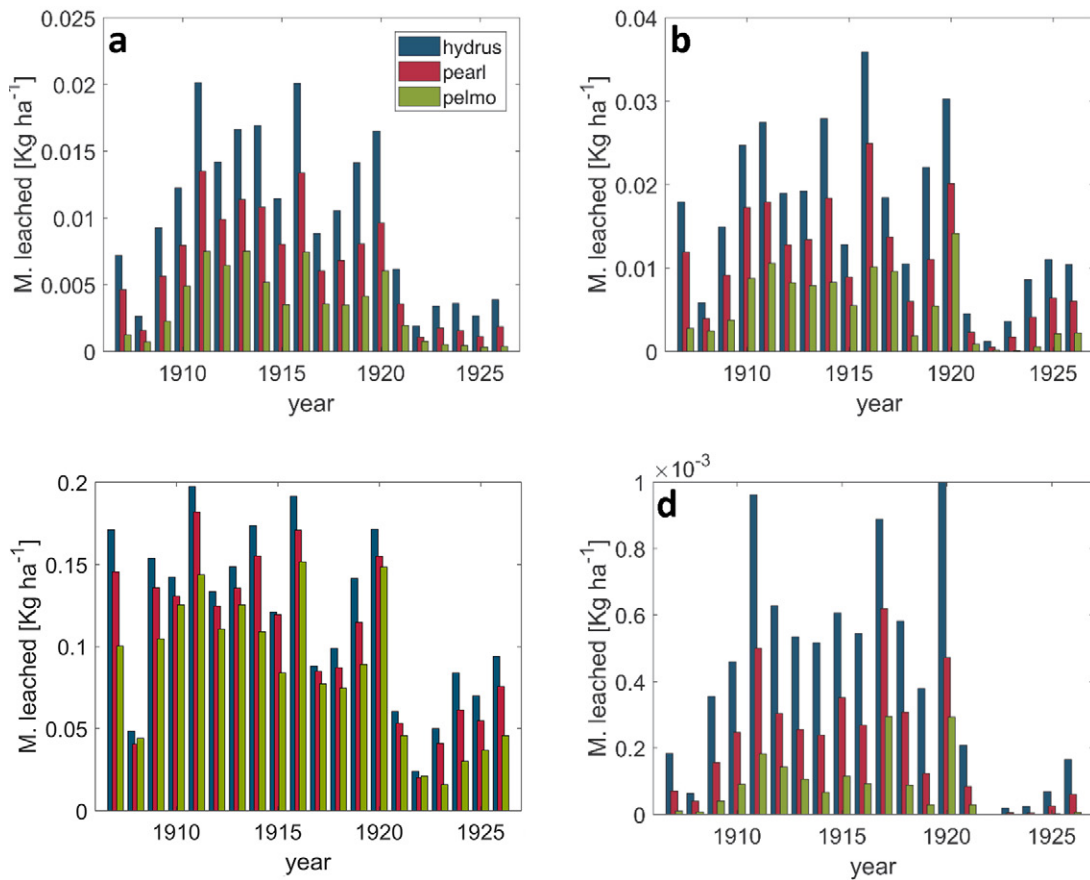 a
0.025
0.02
0.015
0.01
0.005
0
M. leached [Kg ha⁻¹]
hydrus
pearl
pelmo
1910 1915 1920 1925
year
b
0.04
0.03
0.02
0.01
0
M. leached [Kg ha⁻¹]
1910 1915 1920 1925
year
0.2
0.15
0.1
0.05
0
M. leached [Kg ha⁻¹]
1910 1915 1920 1925
year
×10⁻³
d
1
0.8
0.6
0.4
0.2
0
M. leached [Kg ha⁻¹]
1910 1915 1920 1925
year